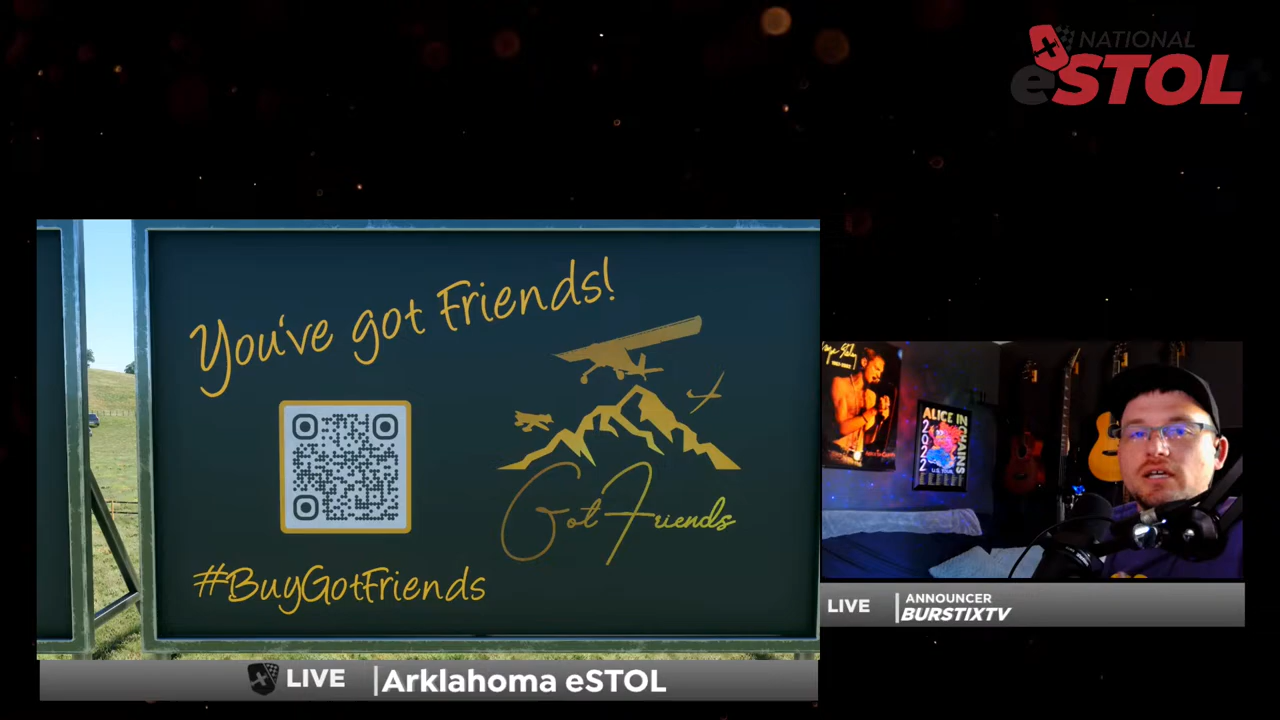 NATIONAL
eSTOL
You've got Friends!
#BuyGotFriends
Got Friends
ALICE IN
CHAINS
2022
LIVE
ANNOUNCER
BURSTIXTV
LIVE
Arklahoma eSTOL